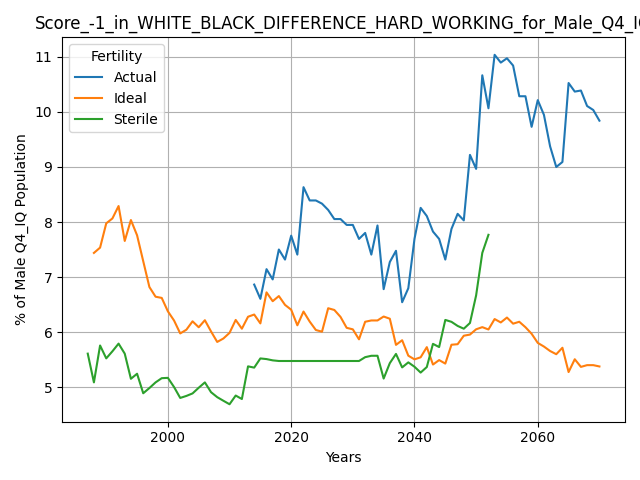 Score_-1_in_WHITE_BLACK_DIFFERENCE_HARD_WORKING_for_Male_Q4_IQ
Fertility
Actual
Ideal
Sterile
% of Male Q4_IQ Population
11
10
9
8
7
6
5
2000
2020
2040
2060
Years